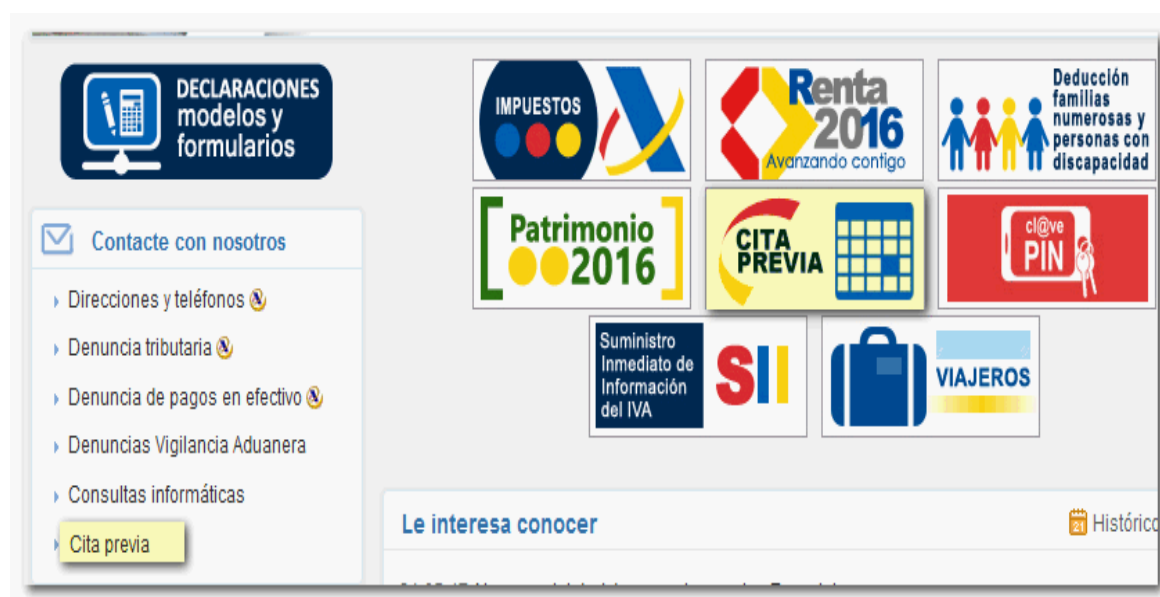 DECLARACIONES
modelos y
formularios
IMPUESTOS
Renta
2016
Avanzando contigo
Deducción
familias
numerosas y
personas con
discapacidad
Patrimonio
2016
CITA
PREVIA
cl@ve
PIN
Suministro
Inmediato de
Información
del IVA
SII
VIAJEROS
Contacte con nosotros
Direcciones y teléfonos
Denuncia tributaria
Denuncia de pagos en efectivo
Denuncias Vigilancia Aduanera
Consultas informáticas
Cita previa
Le interesa conocer
21
Histórico